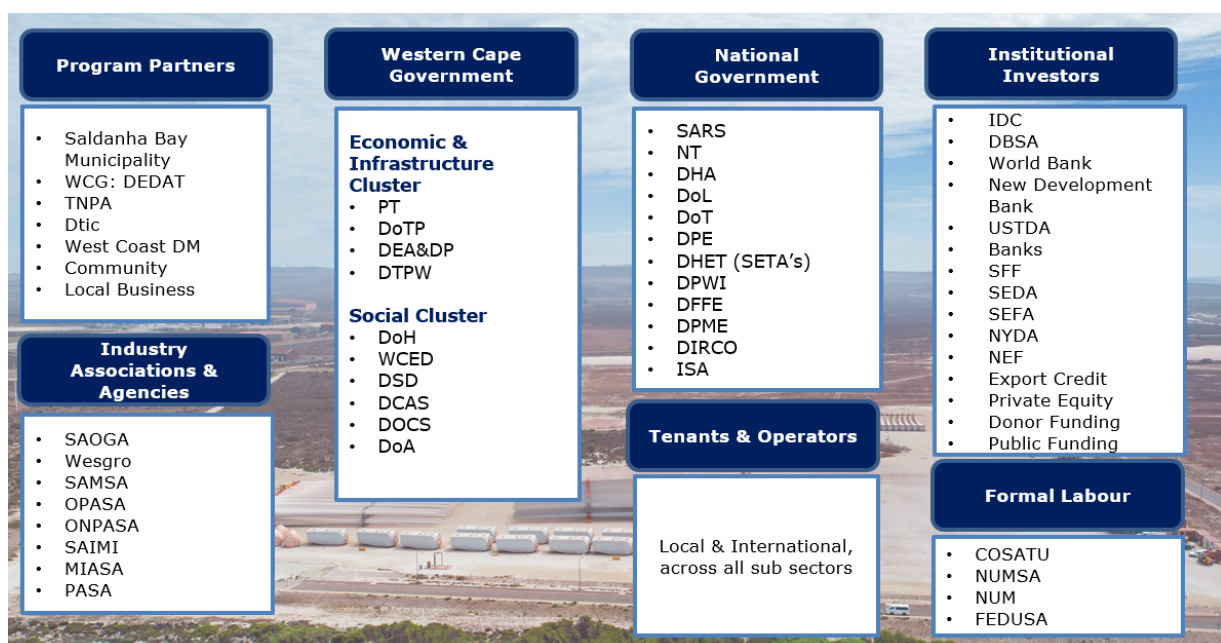 Program Partners
• Saldanha Bay
Municipality
• WCG: DEDAT
• TNPA
• Dtic
• West Coast DM
• Community
• Local Business
Industry
Associations &
Agencies
• SAOGA
• Wesgro
• SAMSA
• OPASA
• ONPASA
• SAIMI
• MIASA
• PASA
Western Cape
Government
Economic &
Infrastructure
Cluster
• PT
• DoTP
• DEA&DP
• DTPW
Social Cluster
• DoH
• WCED
• DSD
• DCAS
• DOCS
• DoA
National
Government
• SARS
• NT
• DHA
• DoL
• DoT
• DPE
• DHET (SETA’s)
• DPWI
• DFFE
• DPME
• DIRCO
• ISA
Tenants & Operators
Local & International,
across all sub sectors
Institutional
Investors
• IDC
• DBSA
• World Bank
• New Development
Bank
• USTDA
• Banks
• SFF
• SEDA
• SEFA
• NYDA
• NEF
• Export Credit
• Private Equity
• Donor Funding
• Public Funding
Formal Labour
• COSATU
• NUMSA
• NUM
• FEDUSA